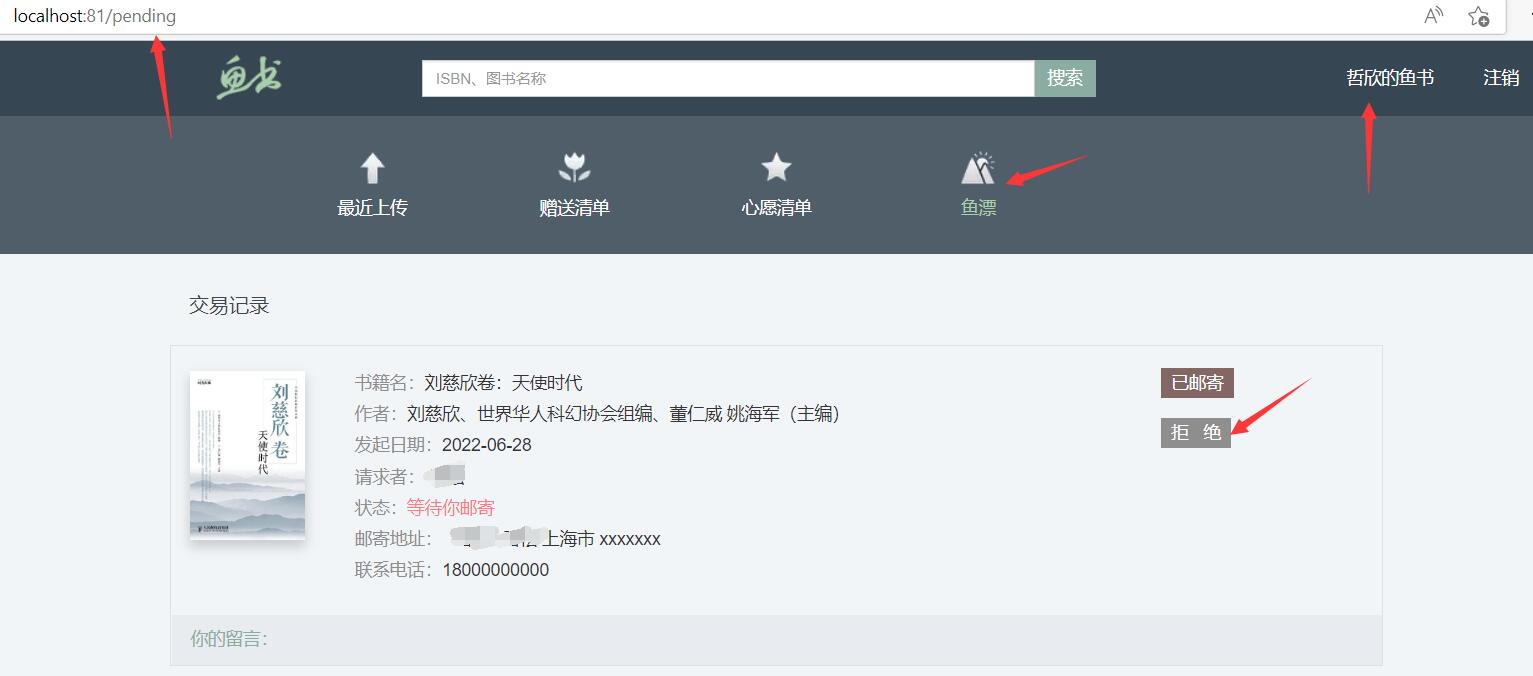 localhost:81/pending
鱼书
ISBN、图书名称
搜索
哲欣的鱼书
注销
最近上传
赠送清单
心愿清单
鱼漂
交易记录
刘慈欣 卷
天使时代
书籍名：刘慈欣卷：天使时代
作者：刘慈欣、世界华人科幻协会组编、董仁威 姚海军（主编）
发起日期：2022-06-28
请求者：
状态：等待你邮寄
邮寄地址： 上海市 xxxxxxx
联系电话：18000000000
已邮寄
拒 绝
你的留言：